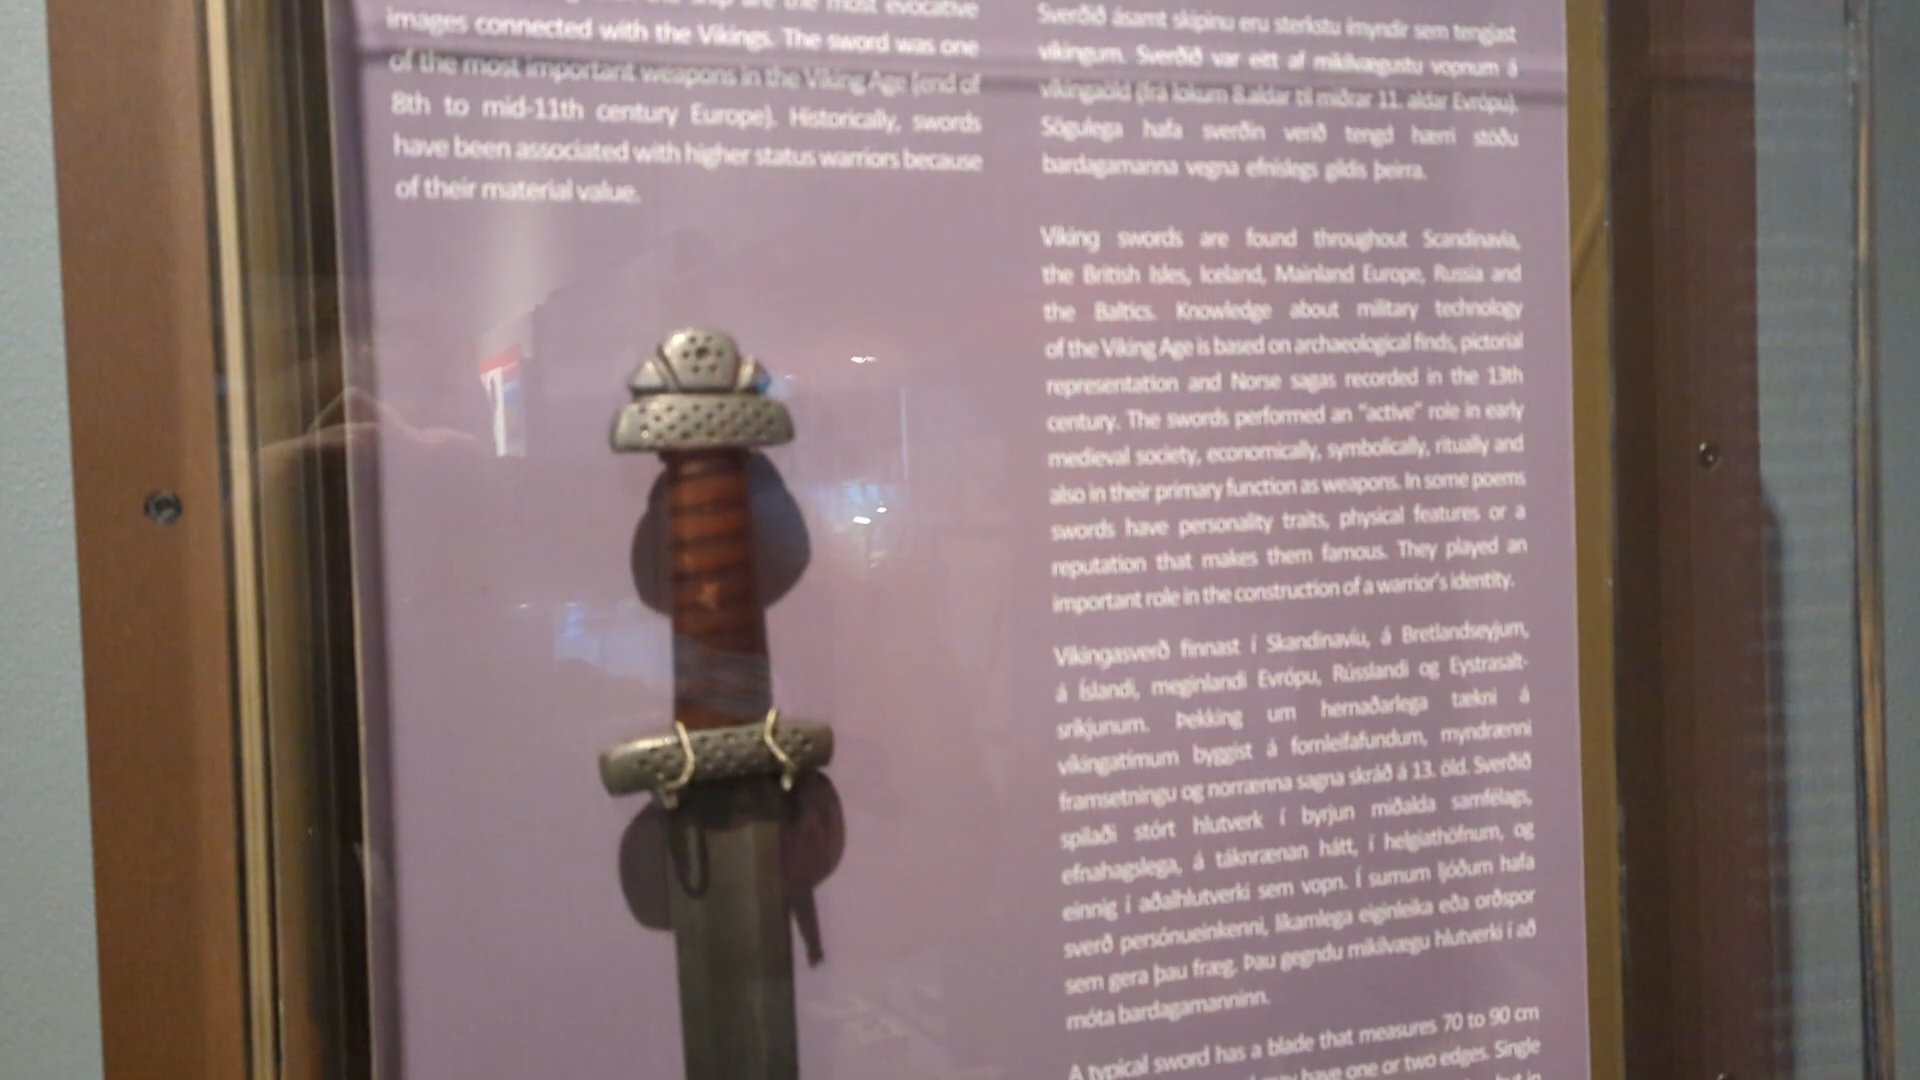 the ship are the most evocative
images connected with the Vikings. The sword was one
of the most important weapons in the Viking Age (end of
8th to mid-11th century Europe). Historically, swords
have been associated with higher status warriors because
of their material value.
Sverðið ásamt skipinu eru sterkstu ímyndir sem tengjast
víkingum. Sverðið var eitt af mikilvægustu vopnum á
víkingaöld (frá lokum 8.aldar til miðrar 11. aldar Evrópu).
Sögulega hafa sverðin verið tengd hærri stöðu
bardagamanna vegna efnislegs gildis þeirra.
Viking swords are found throughout Scandinavia,
the British Isles, Iceland, Mainland Europe, Russia and
the Baltics. Knowledge about military technology
of the Viking Age is based on archaeological finds, pictorial
representation and Norse sagas recorded in the 13th
century. The swords performed an "active" role in early
medieval society, economically, symbolically, ritually and
also in their primary function as weapons. In some poems
swords have personality traits, physical features or a
reputation that makes them famous. They played an
important role in the construction of a warrior's identity.
Víkingasverð finnast í Skandinavíu, á Bretlandseyjum,
á Íslandi, meginlandi Evrópu, Rússlandi og Eystrasalt-
sríkjunum. Þekking um hernaðarlega tækni á
víkingatímum byggist á fornleifafundum, myndrænni
framsetningu og norrænna sagna skráð á 13. öld. Sverðið
spilaði stórt hlutverk í byrjun miðalda samfélags,
efnahagslega, á táknrænan hátt, í helgiathöfnum, og
einnig í aðalhlutverki sem vopn. Í sumum ljóðum hafa
sverð persónueinkenni, líkamlega eiginleika eða orðspor
sem gera þau fræg. Þau gegndu mikilvægu hlutverki í að
móta bardagamanninn.
A typical sword has a blade that measures 70 to 90 cm
have one or two edges. Single
but in